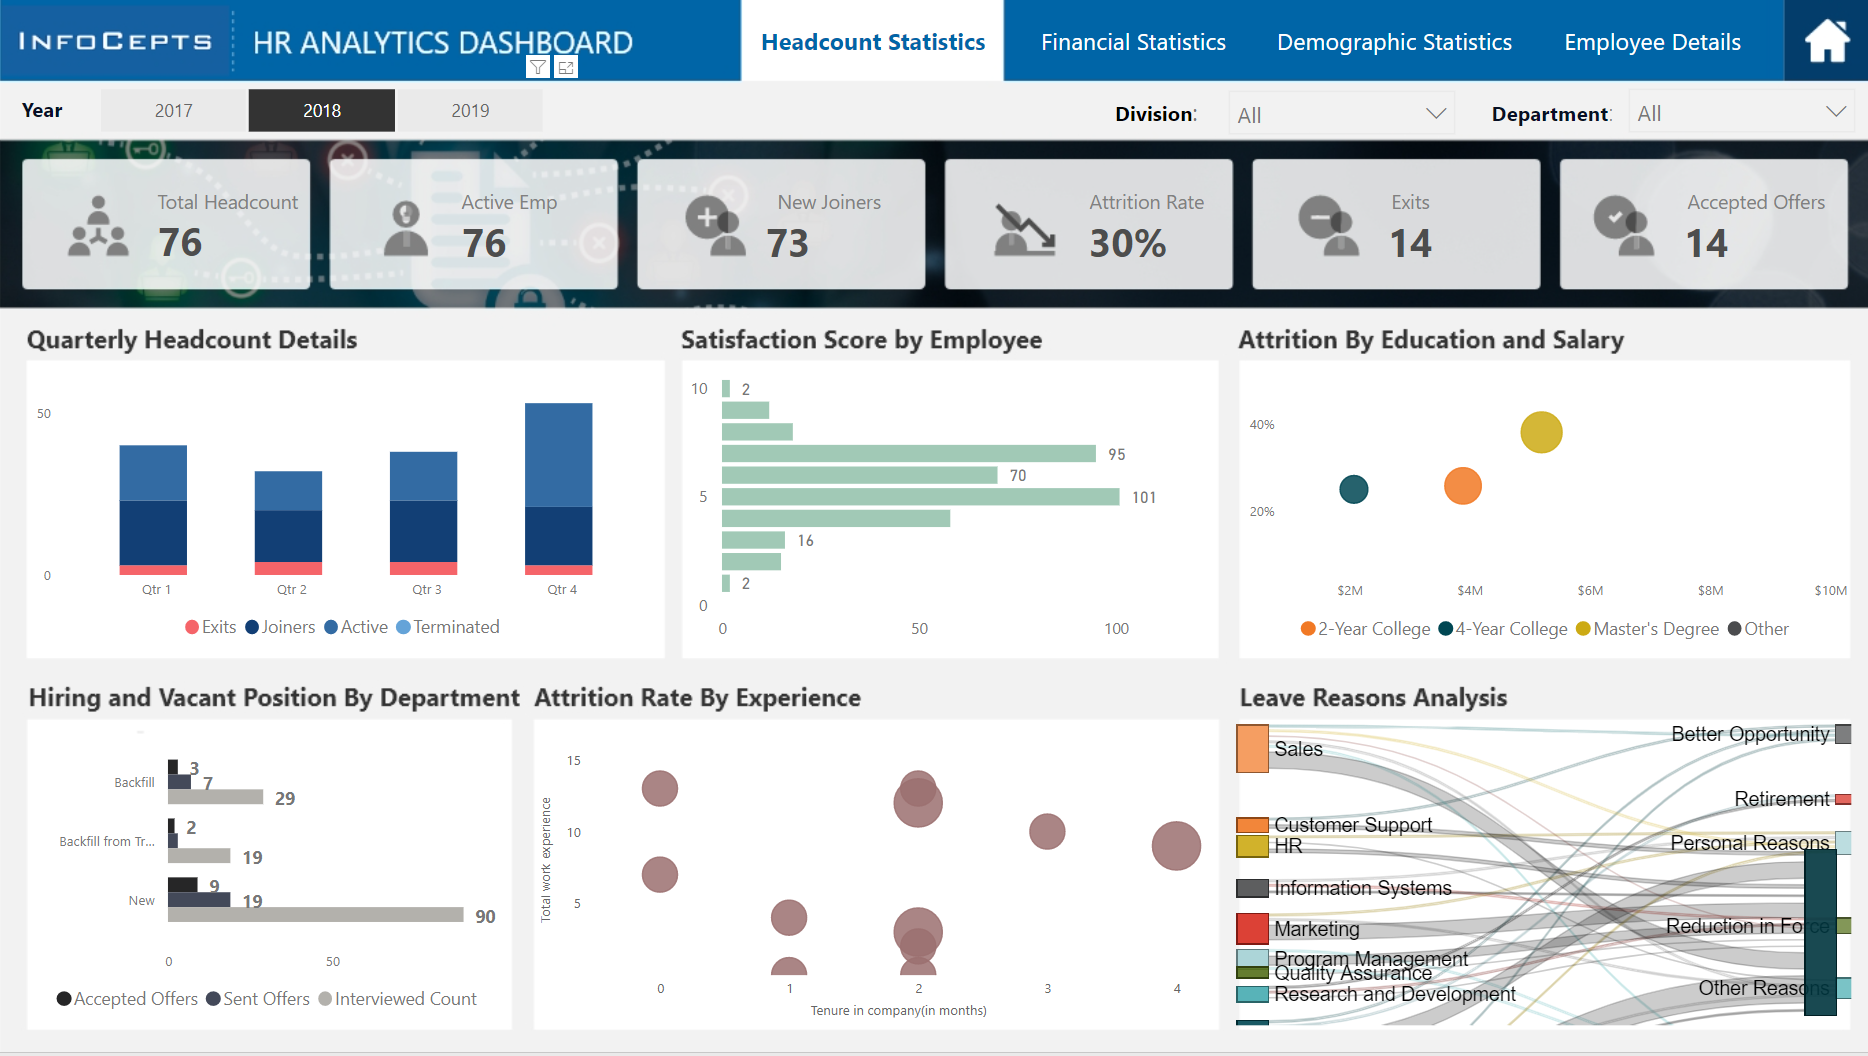 INFOCEPTS
HR ANALYTICS DASHBOARD
Headcount Statistics
Financial Statistics
Demographic Statistics
Employee Details
Year
2017
2018
2019
Division:
All
Department:
All
Total Headcount
76
Active Emp
76
New Joiners
73
Attrition Rate
30%
Exits
14
Accepted Offers
14
Quarterly Headcount Details
50
0
Qtr 1
Qtr 2
Qtr 3
Qtr 4
Exits
Joiners
Active
Terminated
Satisfaction Score by Employee
10
2
95
70
5
101
16
2
0
0
50
100
Attrition By Education and Salary
40%
20%
$2M
$4M
$6M
$8M
$10M
2-Year College
4-Year College
Master's Degree
Other
Hiring and Vacant Position By Department
Backfill
3
7
29
Backfill from Tr...
2
19
New
9
19
90
0
50
Accepted Offers
Sent Offers
Interviewed Count
Attrition Rate By Experience
Total work experience
15
10
5
0
1
2
3
4
Tenure in company(in months)
Leave Reasons Analysis
Sales
Customer Support
HR
Information Systems
Marketing
Program Management
Quality Assurance
Research and Development
Better Opportunity
Retirement
Personal Reasons
Reduction in Force
Other Reasons